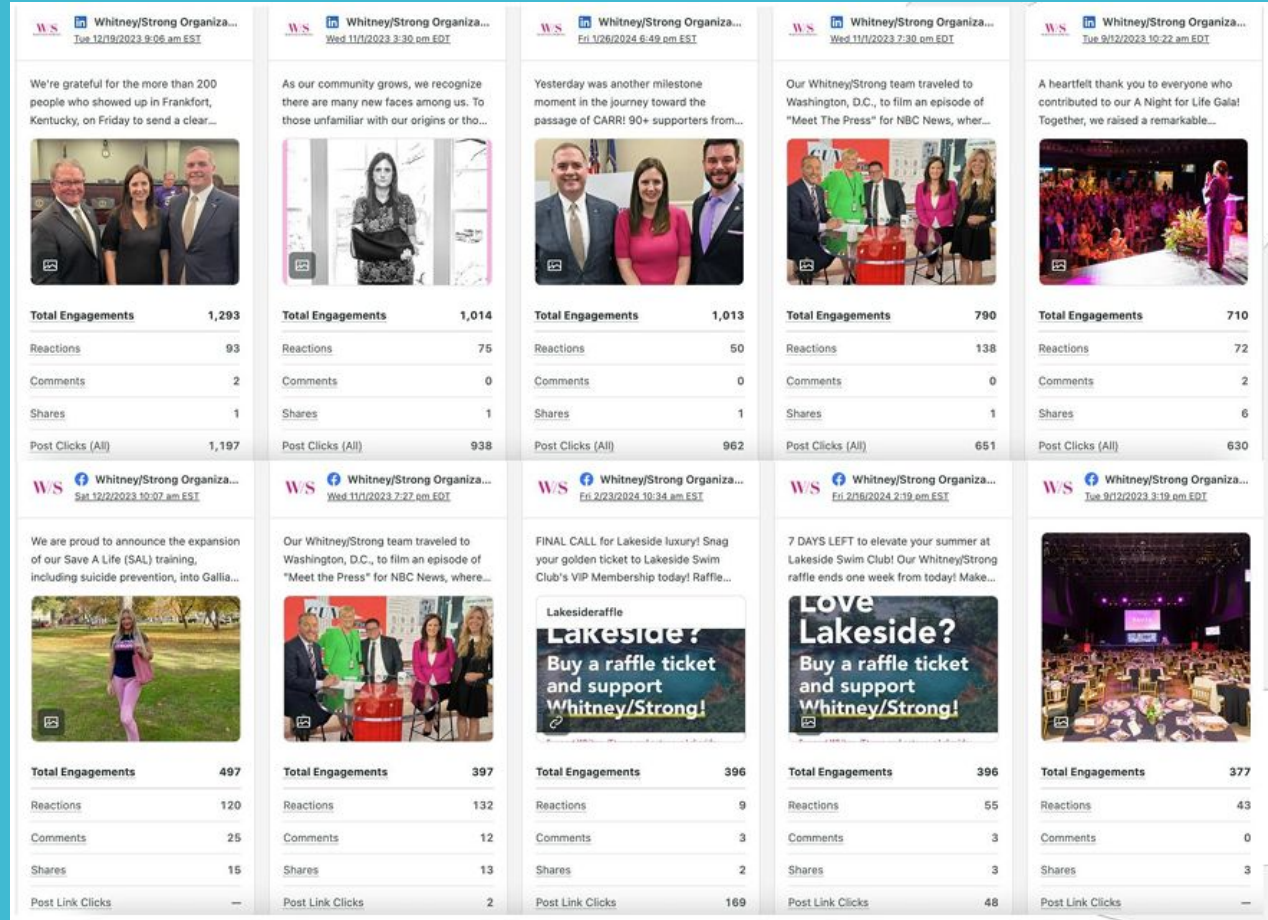 W/S
Whitney/Strong Organiza...
Tue 12/19/2023 9:06 am EST
We're grateful for the more than 200
people who showed up in Frankfort,
Kentucky, on Friday to send a clear...
Total Engagements 1,293
Reactions 93
Comments 2
Shares 1
Post Clicks (All) 1,197
W/S
Whitney/Strong Organiza...
Wed 11/1/2023 3:30 pm EDT
As our community grows, we recognize
there are many new faces among us. To
those unfamiliar with our origins or tho...
Total Engagements 1,014
Reactions 75
Comments 0
Shares 1
Post Clicks (All) 938
W/S
Whitney/Strong Organiza...
Fri 1/26/2024 6:49 pm EST
Yesterday was another milestone
moment in the journey toward the
passage of CARR! 90+ supporters from...
Total Engagements 1,013
Reactions 50
Comments 0
Shares 1
Post Clicks (All) 962
W/S
Whitney/Strong Organiza...
Wed 11/1/2023 7:30 pm EDT
Our Whitney/Strong team traveled to
Washington, D.C., to film an episode of
"Meet The Press" for NBC News, wher...
GUN
Total Engagements 790
Reactions 138
Comments 0
Shares 1
Post Clicks (All) 651
W/S
Whitney/Strong Organiza...
Tue 9/12/2023 10:22 am EDT
A heartfelt thank you to everyone who
contributed to our A Night for Life Gala!
Together, we raised a remarkable...
Total Engagements 710
Reactions 72
Comments 2
Shares 6
Post Clicks (All) 630
W/S
Whitney/Strong Organiza...
Sat 12/2/2023 10:07 am EST
We are proud to announce the expansion
of our Save A Life (SAL) training,
including suicide prevention, into Gallia...
Total Engagements 497
Reactions 120
Comments 25
Shares 15
Post Link Clicks —
W/S
Whitney/Strong Organiza...
Wed 11/1/2023 7:27 pm EDT
Our Whitney/Strong team traveled to
Washington, D.C., to film an episode of
"Meet the Press" for NBC News, where...
GUN
Total Engagements 397
Reactions 132
Comments 12
Shares 13
Post Link Clicks 2
W/S
Whitney/Strong Organiza...
Fri 2/23/2024 10:34 am EST
FINAL CALL for Lakeside luxury! Snag
your golden ticket to Lakeside Swim
Club's VIP Membership today! Raffle...
Lakesideraffle
Lakeside?
Buy a raffle ticket
and support
Whitney/Strong!
Total Engagements 396
Reactions 9
Comments 3
Shares 2
Post Link Clicks 169
W/S
Whitney/Strong Organiza...
Fri 2/16/2024 2:19 pm EST
7 DAYS LEFT to elevate your summer at
Lakeside Swim Club! Our Whitney/Strong
raffle ends one week from today! Make...
Love
Lakeside?
Buy a raffle ticket
and support
Whitney/Strong!
Total Engagements 396
Reactions 55
Comments 3
Shares 3
Post Link Clicks 48
W/S
Whitney/Strong Organiza...
Tue 9/12/2023 3:19 pm EDT
Total Engagements 377
Reactions 43
Comments 0
Shares 3
Post Link Clicks —